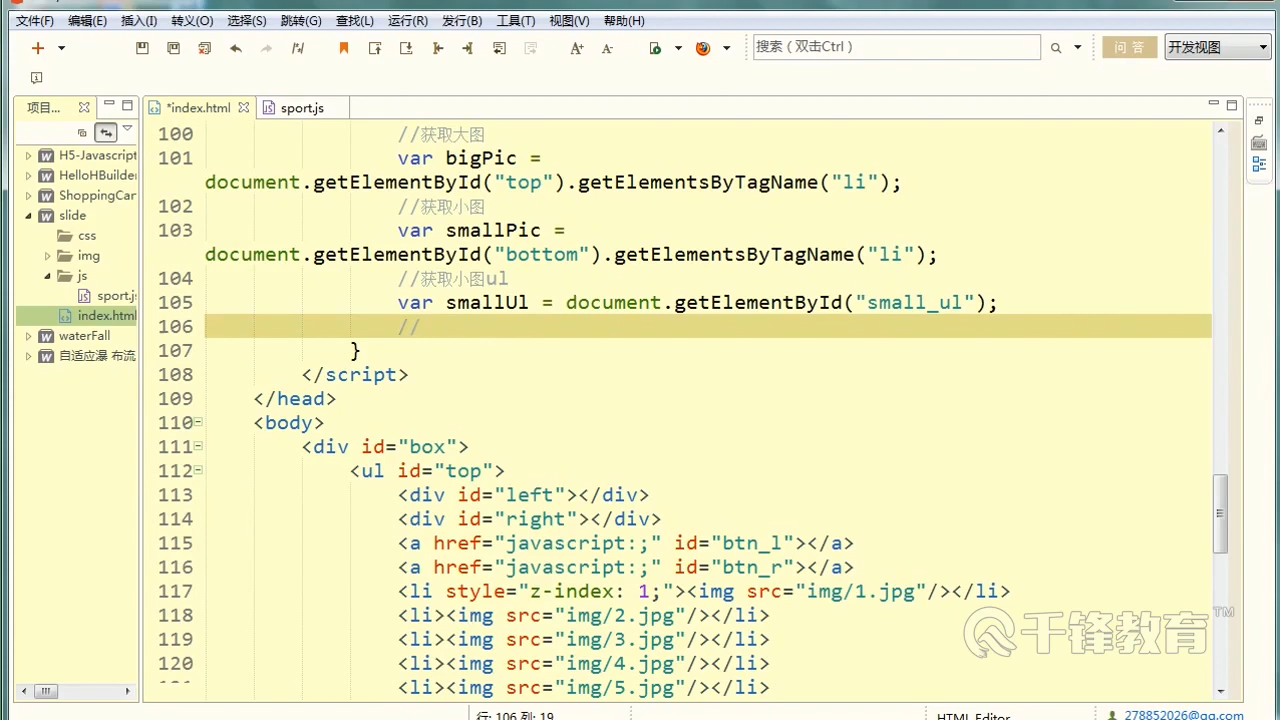 文件(F) 编辑(E) 插入(I) 转义(O) 选择(S) 跳转(G) 查找(L) 运行(R) 发行(B) 工具(T) 视图(V) 帮助(H)
搜索（双击Ctrl）
问 答
开发视图
项目...
*index.html
sport.js
H5-Javascript
HelloHBuilder
ShoppingCar
slide
css
img
js
sport.js
index.html
waterFall
自适应瀑 布流
100 //获取大图
101 var bigPic =
document.getElementById("top").getElementsByTagName("li");
102 //获取小图
103 var smallPic =
document.getElementById("bottom").getElementsByTagName("li");
104 //获取小图ul
105 var smallUl = document.getElementById("small_ul");
106 //
107 }
108 </script>
109 </head>
110 <body>
111 <div id="box">
112 <ul id="top">
113 <div id="left"></div>
114 <div id="right"></div>
115 <a href="javascript:;" id="btn_l"></a>
116 <a href="javascript:;" id="btn_r"></a>
117 <li style="z-index: 1;"><img src="img/1.jpg"/></li>
118 <li><img src="img/2.jpg"/></li>
119 <li><img src="img/3.jpg"/></li>
120 <li><img src="img/4.jpg"/></li>
<li><img src="img/5.jpg"/></li>
千锋教育™
行: 106 列: 19
HTML Editor
278852026@qq.com